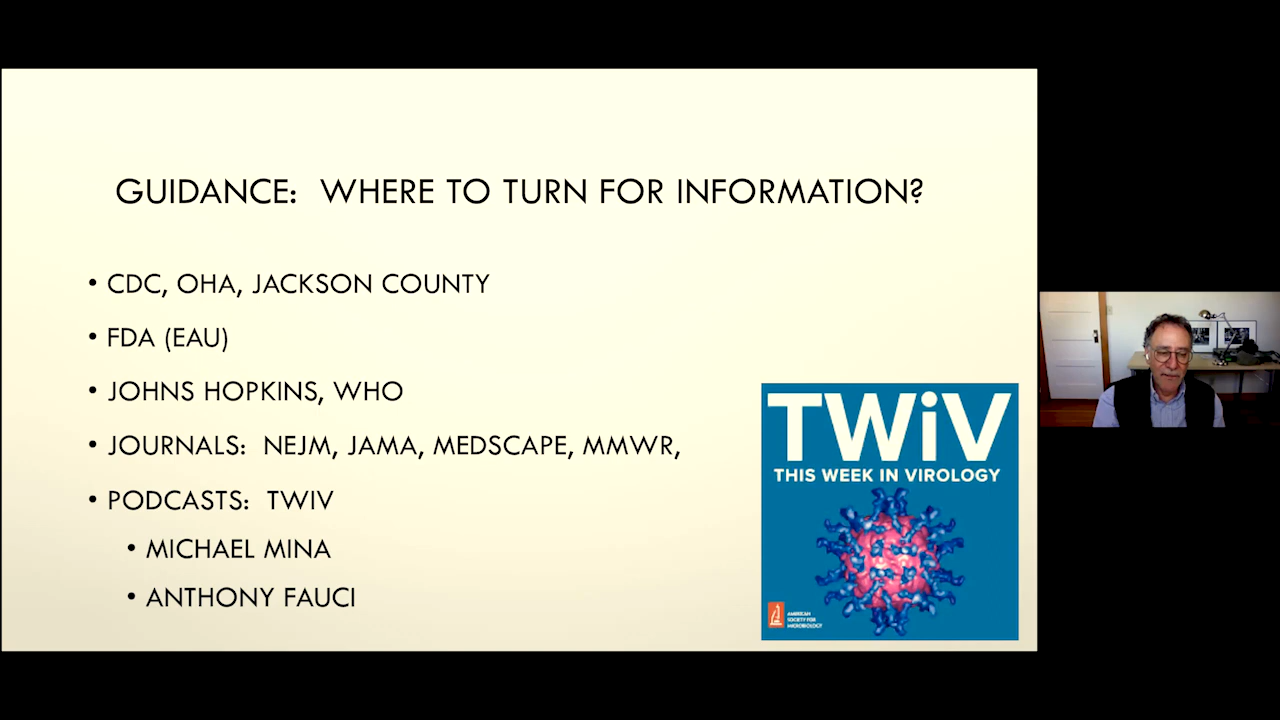 GUIDANCE: WHERE TO TURN FOR INFORMATION?
• CDC, OHA, JACKSON COUNTY
• FDA (EAU)
• JOHNS HOPKINS, WHO
• JOURNALS: NEJM, JAMA, MEDSCAPE, MMWR,
• PODCASTS: TWIV
• MICHAEL MINA
• ANTHONY FAUCI
TWiV
THIS WEEK IN VIROLOGY
AMERICAN
SOCIETY FOR
MICROBIOLOGY